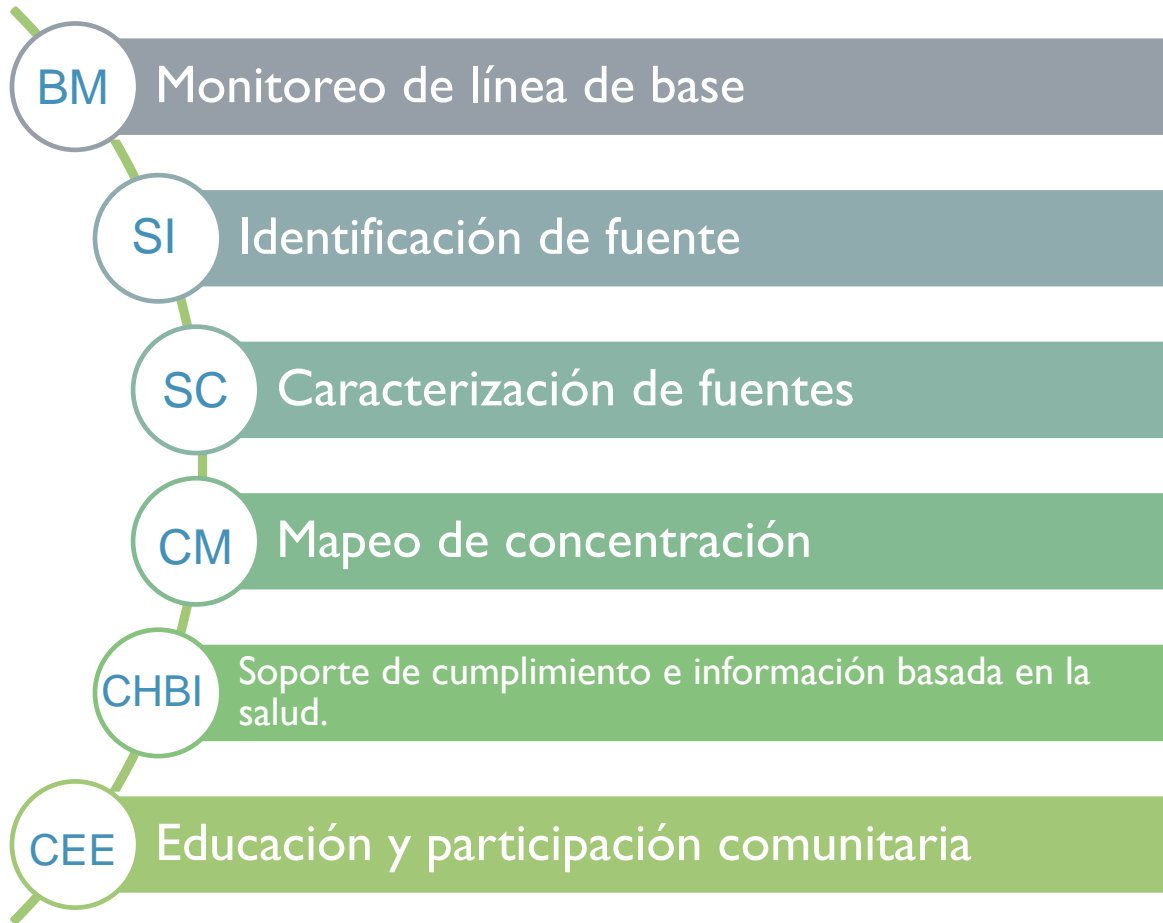 BM Monitoreo de línea de base
SI Identificación de fuente
SC Caracterización de fuentes
CM Mapeo de concentración
CHBI Soporte de cumplimiento e información basada en la
salud.
CEE Educación y participación comunitaria